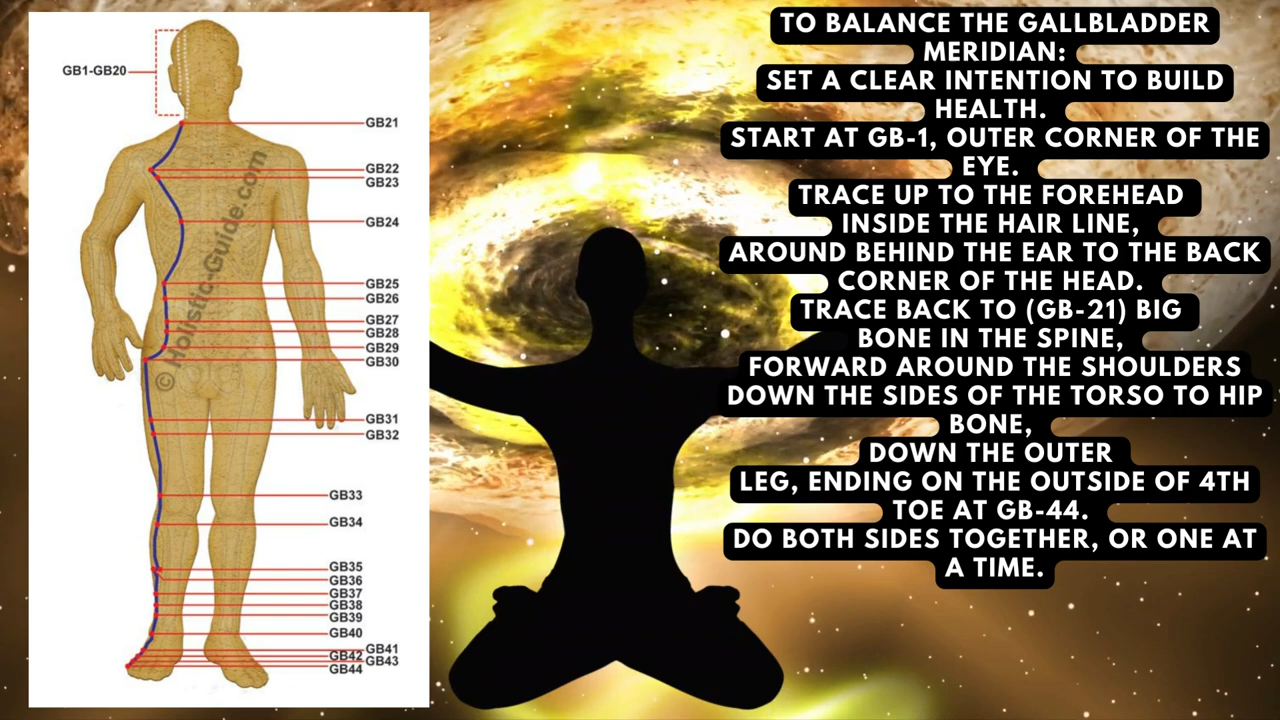 GB1-GB20
GB21
GB22
GB23
GB24
GB25
GB26
GB27
GB28
GB29
GB30
GB31
GB32
GB33
GB34
GB35
GB36
GB37
GB38
GB39
GB40
GB41
GB42
GB43
GB44
© Holistic-Guide.com
TO BALANCE THE GALLBLADDER
MERIDIAN:
SET A CLEAR INTENTION TO BUILD
HEALTH.
START AT GB-1, OUTER CORNER OF THE
EYE.
TRACE UP TO THE FOREHEAD
INSIDE THE HAIR LINE,
AROUND BEHIND THE EAR TO THE BACK
CORNER OF THE HEAD.
TRACE BACK TO (GB-21) BIG
BONE IN THE SPINE,
FORWARD AROUND THE SHOULDERS
DOWN THE SIDES OF THE TORSO TO HIP
BONE,
DOWN THE OUTER
LEG, ENDING ON THE OUTSIDE OF 4TH
TOE AT GB-44.
DO BOTH SIDES TOGETHER, OR ONE AT
A TIME.